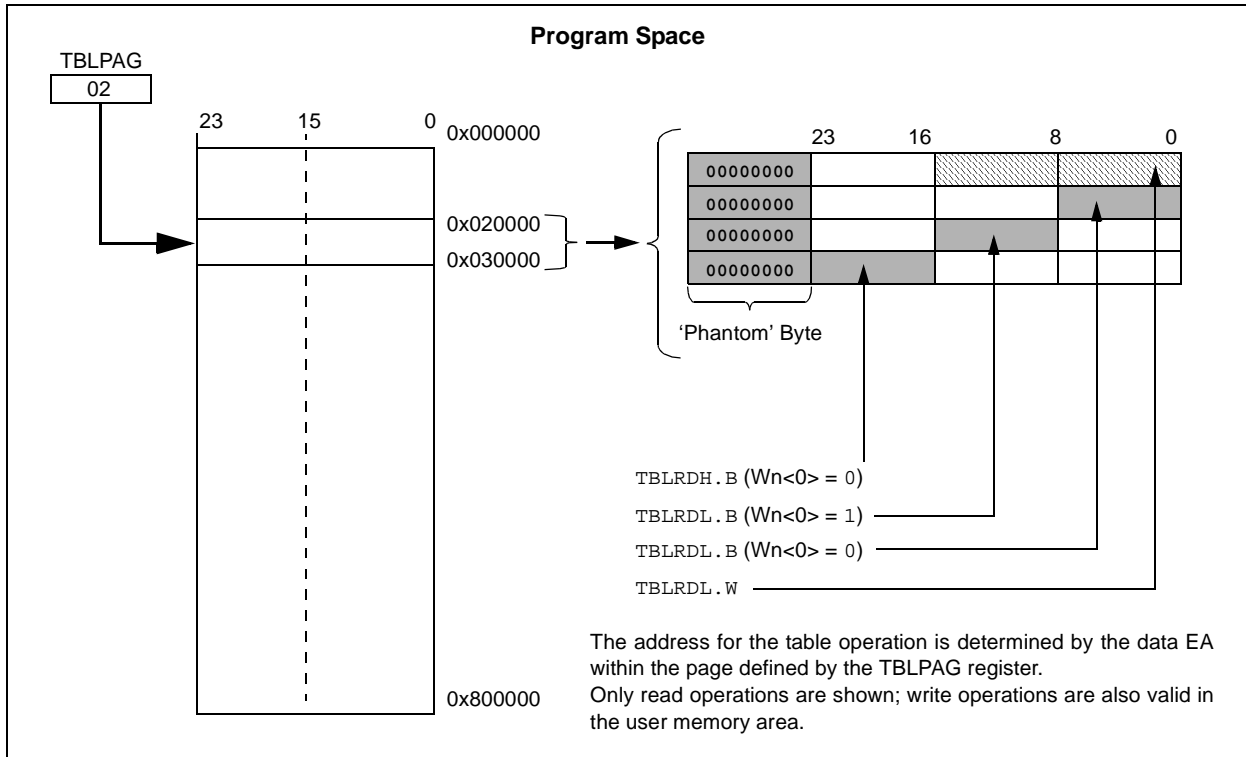 Program Space
TBLPAG
02
23 15 0
0x000000
0x020000
0x030000
0x800000
23 16 8 0
00000000
00000000
00000000
00000000
‘Phantom’ Byte
TBLRDH.B (Wn<0> = 0)
TBLRDL.B (Wn<0> = 1)
TBLRDL.B (Wn<0> = 0)
TBLRDL.W
The address for the table operation is determined by the data EA
within the page defined by the TBLPAG register.
Only read operations are shown; write operations are also valid in
the user memory area.